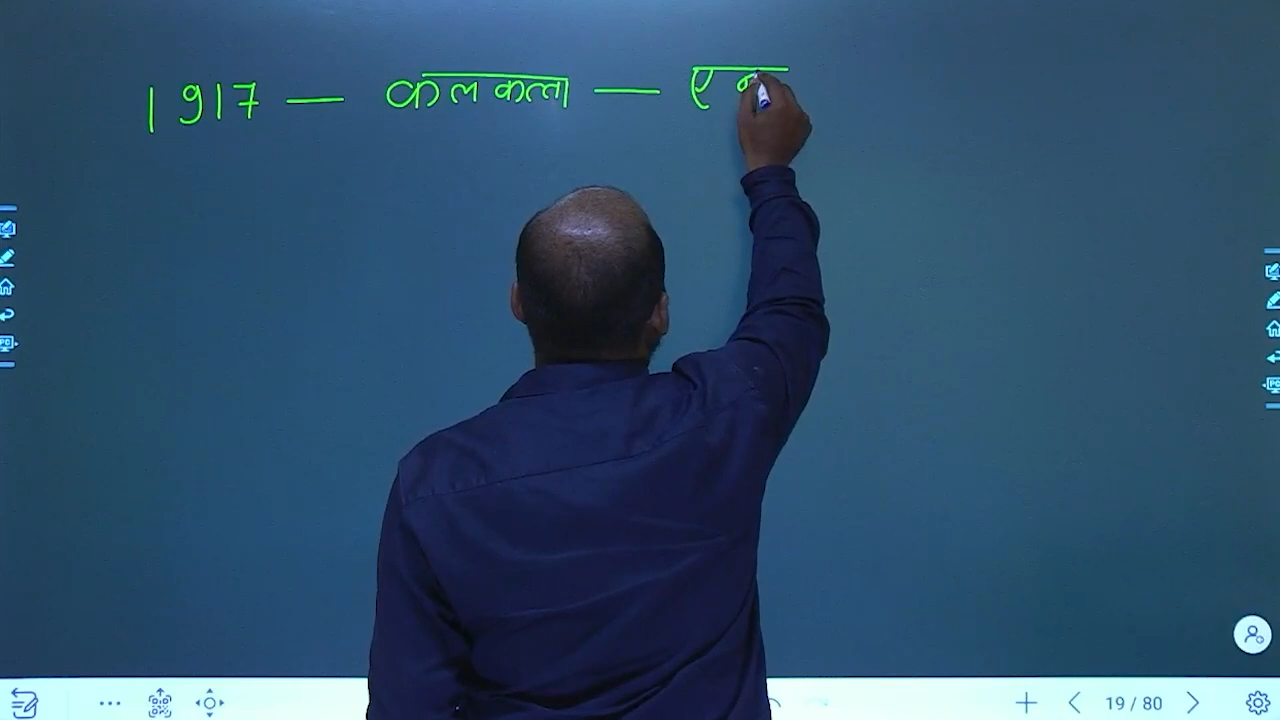 1917 — कलकत्ता — ए
19 / 80